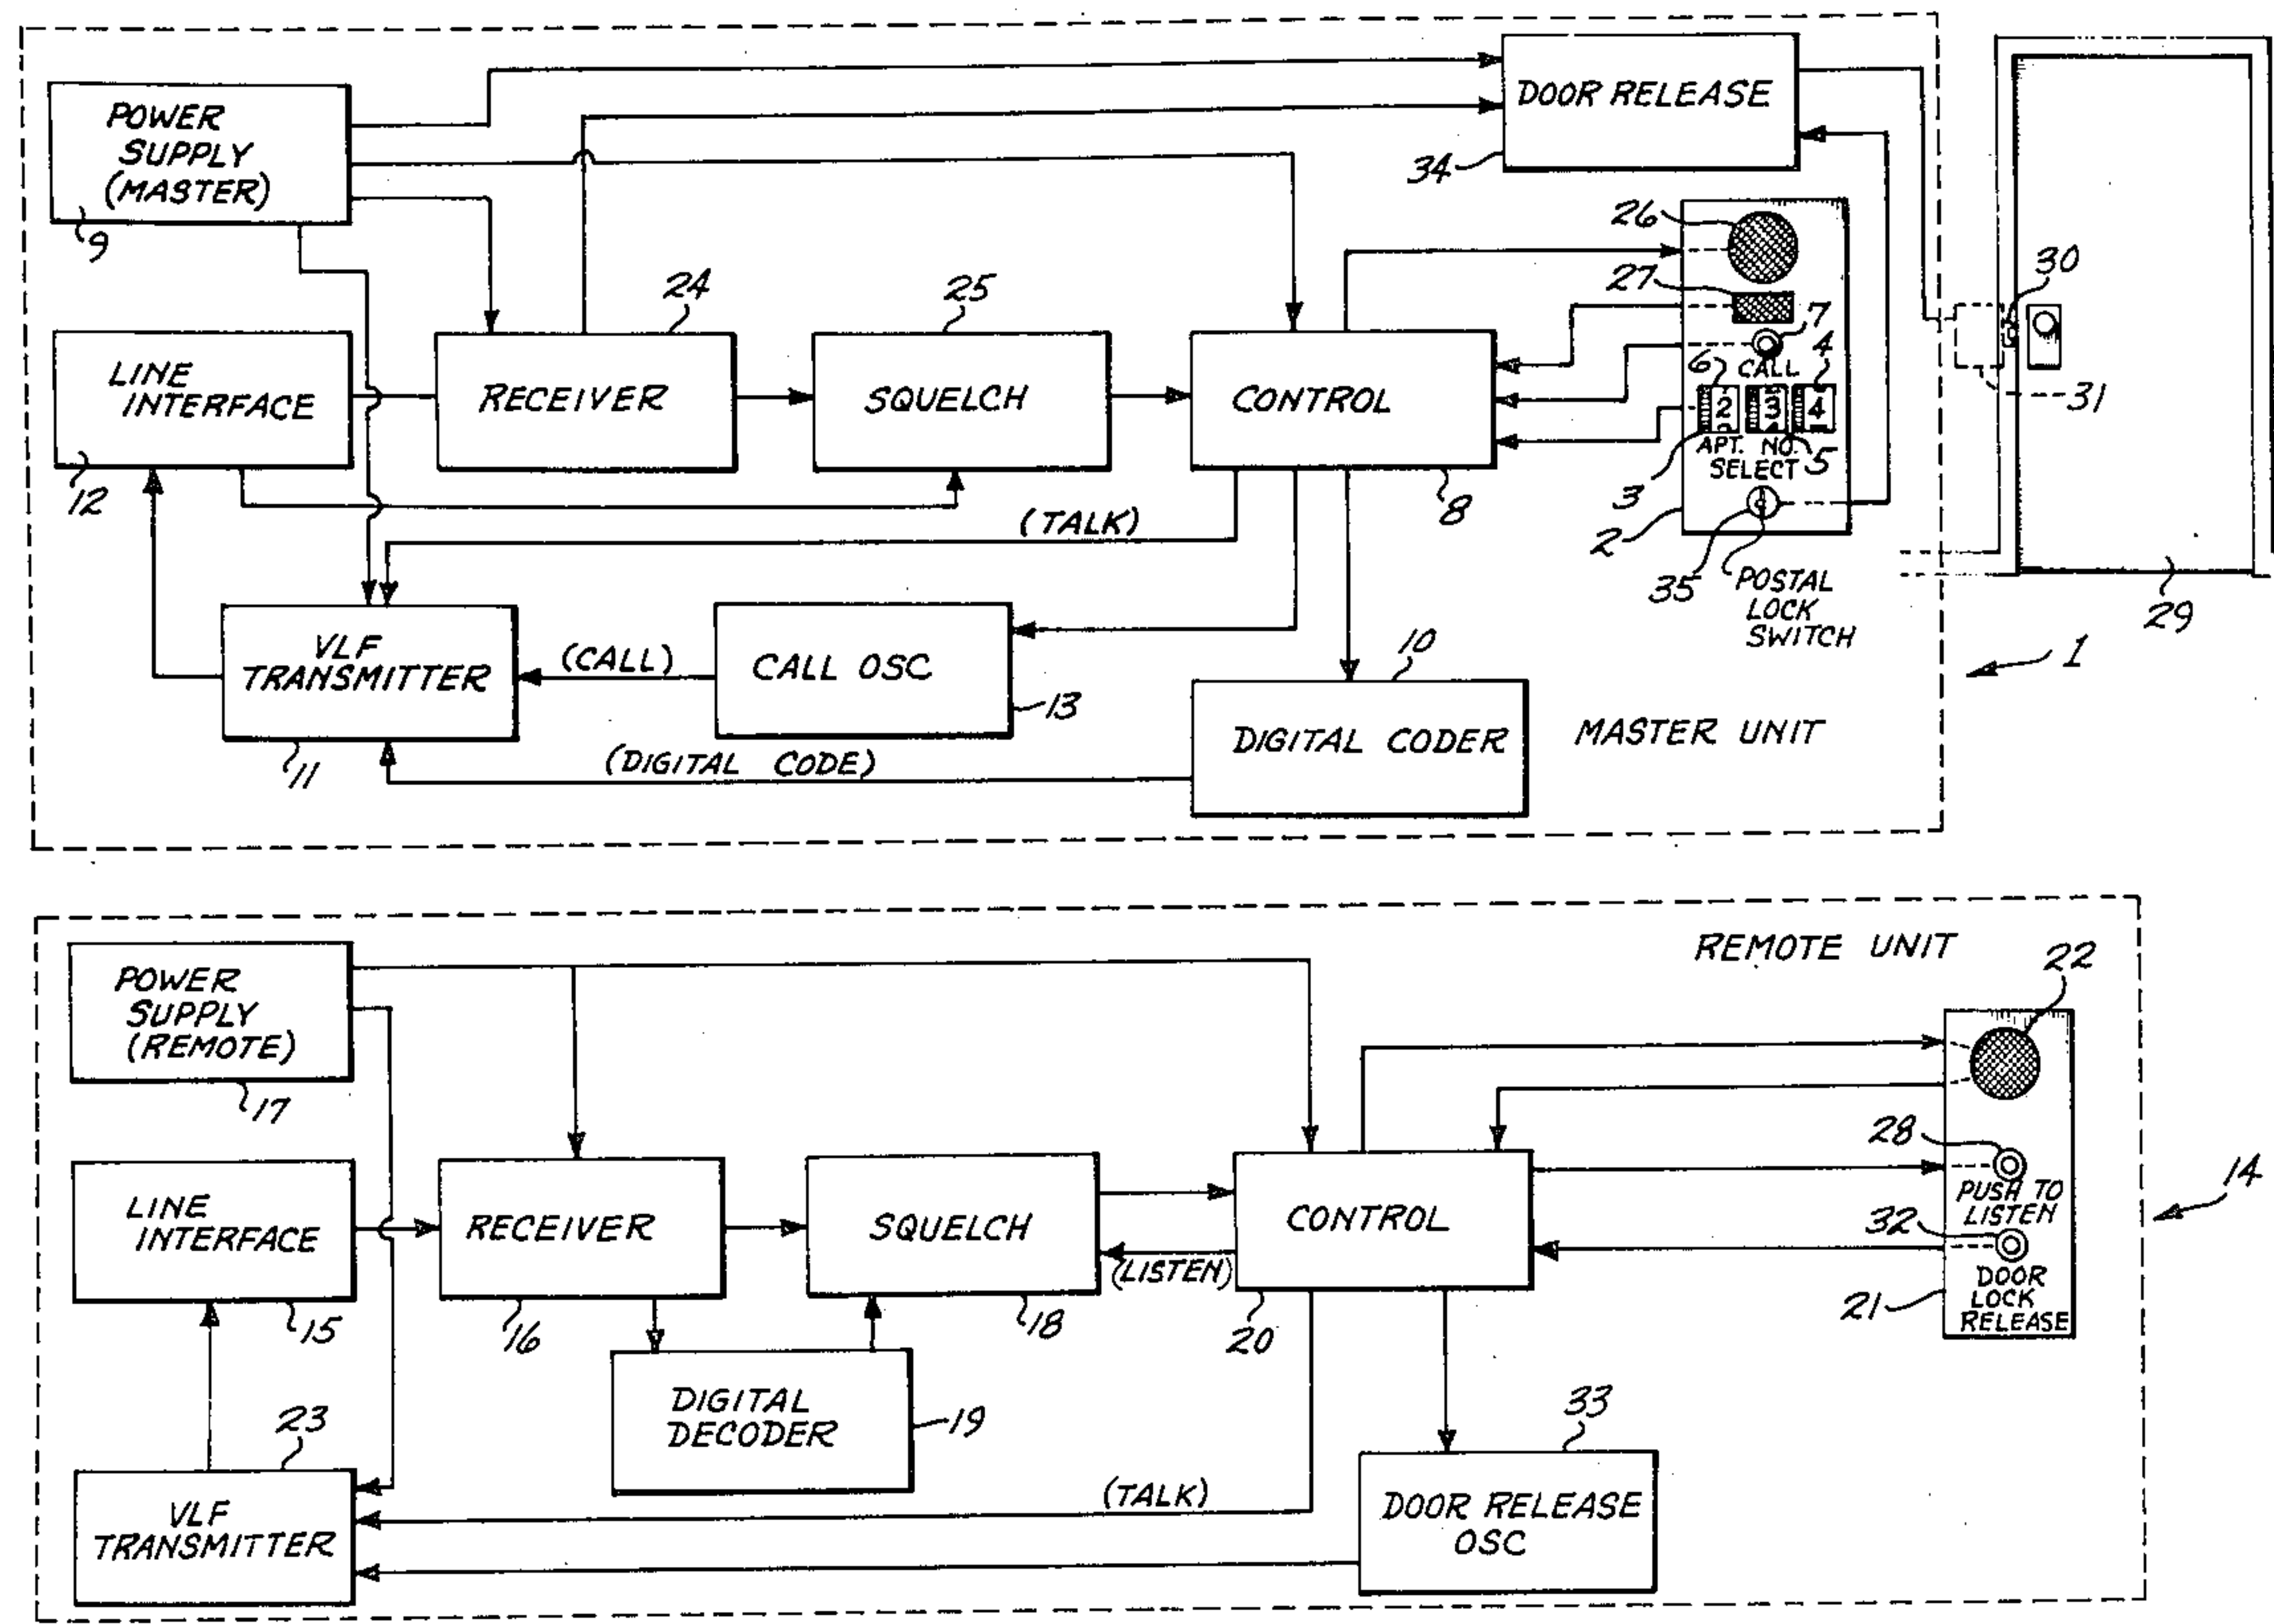 POWER
SUPPLY
(MASTER)
9
DOOR RELEASE
34
26
27
7
6
4
CALL
2 3 4
APT. NO.
SELECT
3
5
2
35
POSTAL
LOCK
SWITCH
30
31
29
1
LINE
INTERFACE
12
24
RECEIVER
25
SQUELCH
CONTROL
8
(TALK)
VLF
TRANSMITTER
11
(CALL)
CALL OSC
13
10
DIGITAL CODER
(DIGITAL CODE)
MASTER UNIT
REMOTE UNIT
POWER
SUPPLY
(REMOTE)
17
22
28
PUSH TO
LISTEN
32
DOOR
LOCK
RELEASE
21
14
LINE
INTERFACE
15
RECEIVER
16
SQUELCH
18
(LISTEN)
CONTROL
20
DIGITAL
DECODER
19
23
VLF
TRANSMITTER
(TALK)
33
DOOR RELEASE
OSC